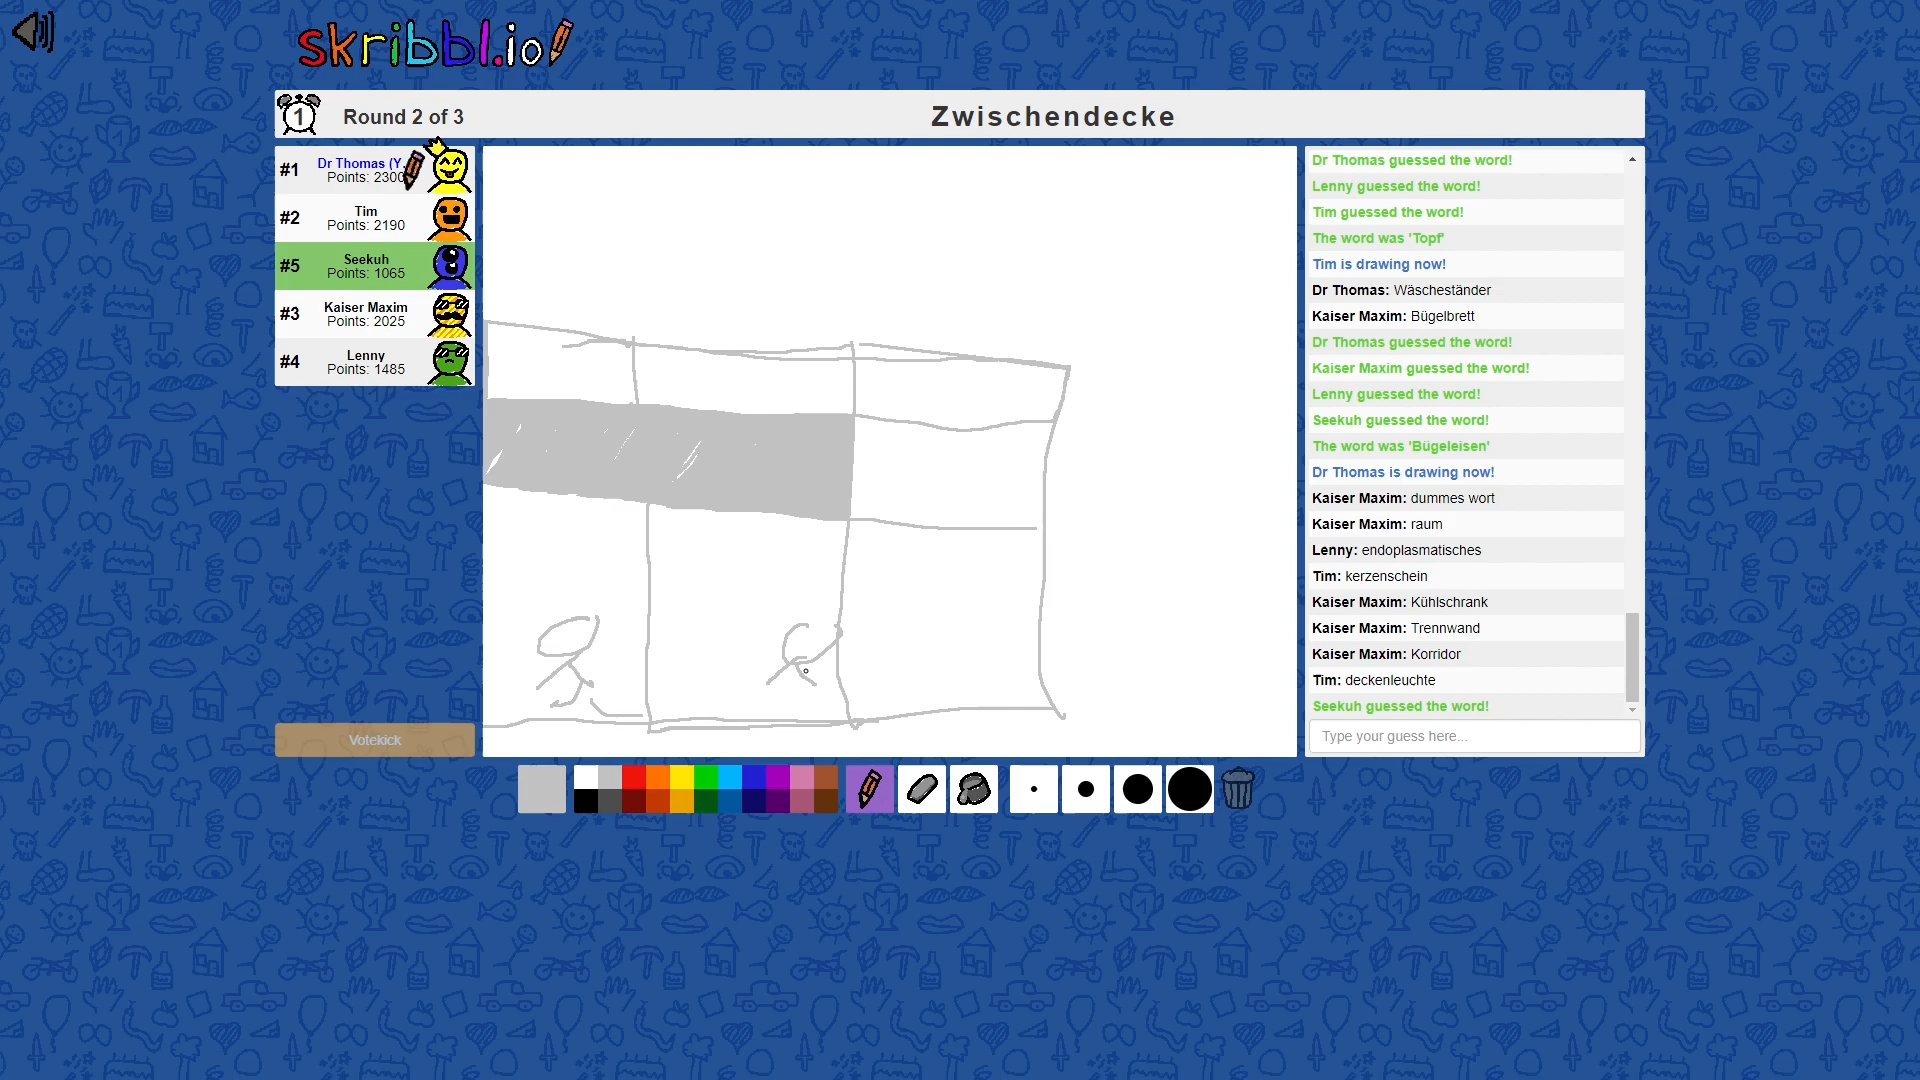 skribbl.io
1
Round 2 of 3
Zwischendecke
#1
Dr Thomas (Y
Points: 2300
#2
Tim
Points: 2190
#5
Seekuh
Points: 1065
#3
Kaiser Maxim
Points: 2025
#4
Lenny
Points: 1485
Votekick
Dr Thomas guessed the word!
Lenny guessed the word!
Tim guessed the word!
The word was 'Topf'
Tim is drawing now!
Dr Thomas: Wäscheständer
Kaiser Maxim: Bügelbrett
Dr Thomas guessed the word!
Kaiser Maxim guessed the word!
Lenny guessed the word!
Seekuh guessed the word!
The word was 'Bügeleisen'
Dr Thomas is drawing now!
Kaiser Maxim: dummes wort
Kaiser Maxim: raum
Lenny: endoplasmatisches
Tim: kerzenschein
Kaiser Maxim: Kühlschrank
Kaiser Maxim: Trennwand
Kaiser Maxim: Korridor
Tim: deckenleuchte
Seekuh guessed the word!
Type your guess here...